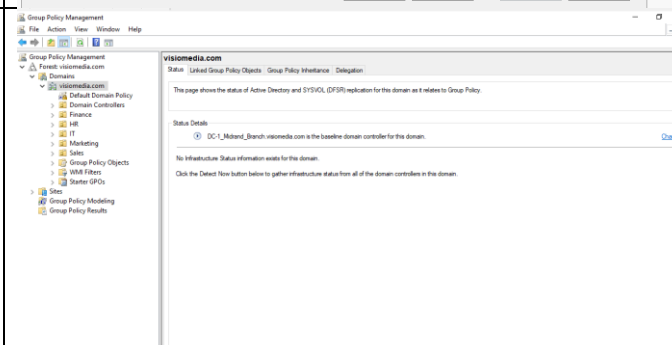 Group Policy Management
File Action View Window Help
Group Policy Management
Forest: visiomedia.com
Domains
visiomedia.com
Default Domain Policy
Domain Controllers
Finance
HR
IT
Marketing
Sales
Group Policy Objects
WMI Filters
Starter GPOs
Sites
Group Policy Modeling
Group Policy Results
visiomedia.com
Status Linked Group Policy Objects Group Policy Inheritance Delegation
This page shows the status of Active Directory and SYSVOL (DFSR) replication for this domain as it relates to Group Policy.
Status Details
DC-1_Midrand_Branch.visiomedia.com is the baseline domain controller for this domain.
No Infrastructure Status information exists for this domain.
Click the Detect Now button below to gather infrastructure status from all of the domain controllers in this domain.